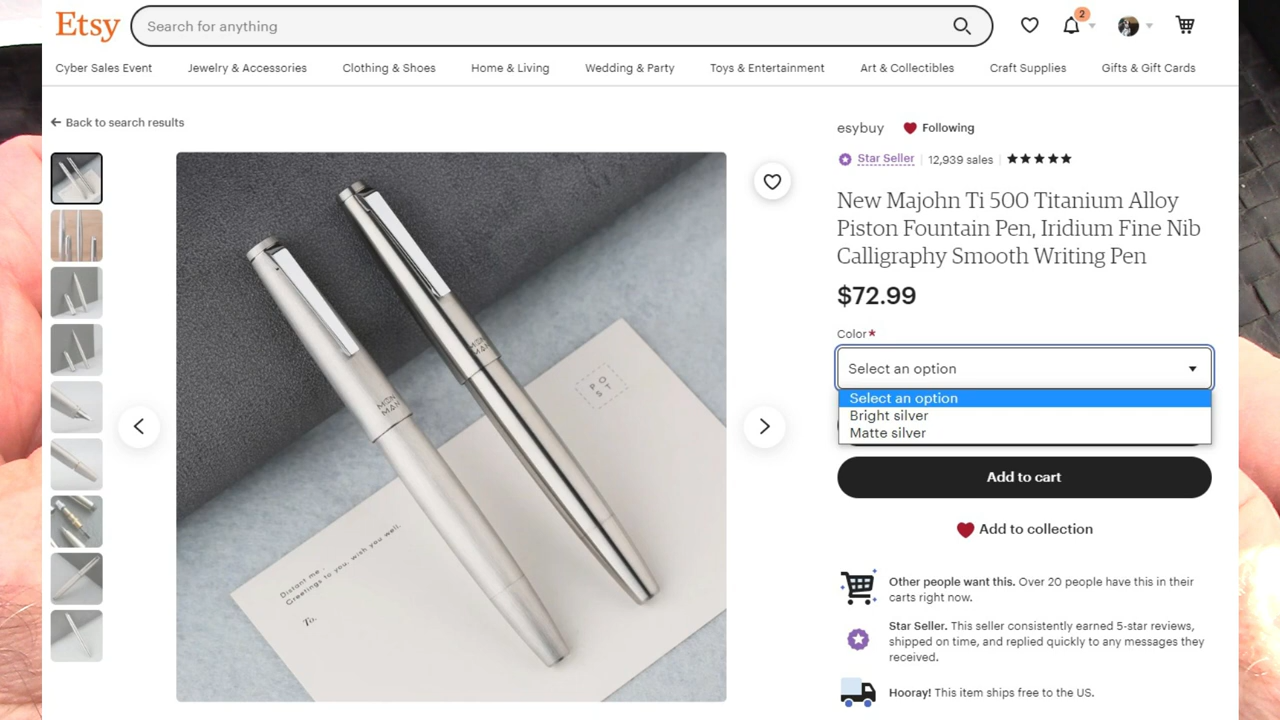 Etsy
Search for anything
2
Cyber Sales Event
Jewelry & Accessories
Clothing & Shoes
Home & Living
Wedding & Party
Toys & Entertainment
Art & Collectibles
Craft Supplies
Gifts & Gift Cards
Back to search results
esybuy
Following
Star Seller
12,939 sales
New Majohn Ti 500 Titanium Alloy
Piston Fountain Pen, Iridium Fine Nib
Calligraphy Smooth Writing Pen
$72.99
Color*
Select an option
Select an option
Bright silver
Matte silver
Add to cart
Add to collection
Other people want this. Over 20 people have this in their
carts right now.
Star Seller. This seller consistently earned 5-star reviews,
shipped on time, and replied quickly to any messages they
received.
Hooray! This item ships free to the US.
MON
MAN
MON
MAN
PO
ST
Distant me,
Greetings to you, wish you well.
To.